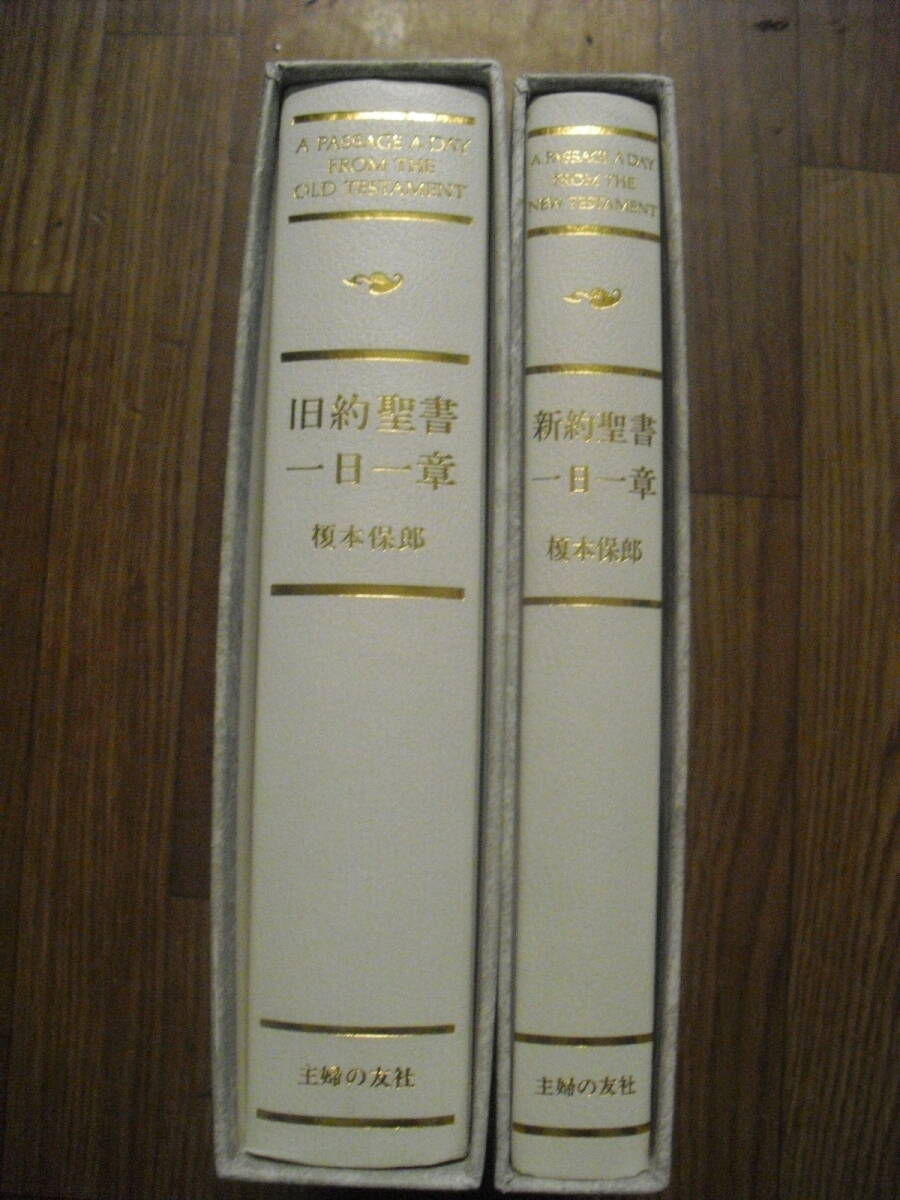 A PASSAGE A DAY
FROM THE
OLD TESTAMENT
旧約聖書
一日一章
榎本保郎
主婦の友社
A PASSAGE A DAY
FROM THE
NEW TESTAMENT
新約聖書
一日一章
榎本保郎
主婦の友社